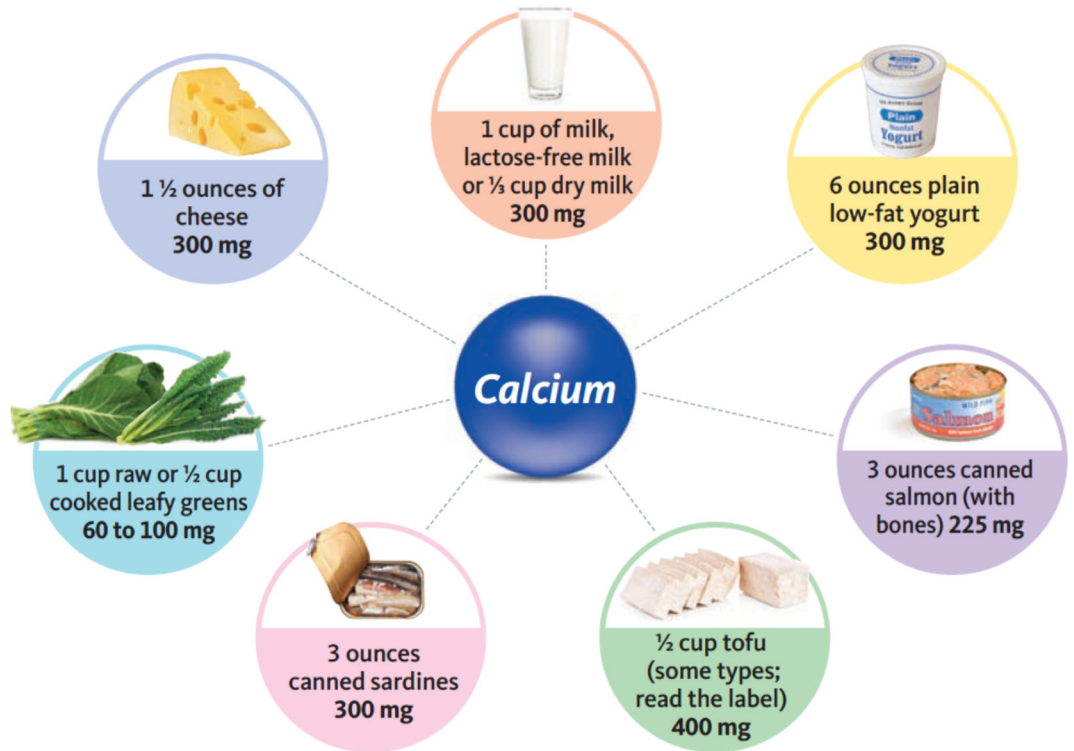 1 cup of milk,
lactose-free milk
or ⅓ cup dry milk
300 mg
1 ½ ounces of
cheese
300 mg
Plain
Yogurt
6 ounces plain
low-fat yogurt
300 mg
Calcium
1 cup raw or ½ cup
cooked leafy greens
60 to 100 mg
WILD PINK
Salmon
3 ounces canned
salmon (with
bones) 225 mg
3 ounces
canned sardines
300 mg
½ cup tofu
(some types;
read the label)
400 mg